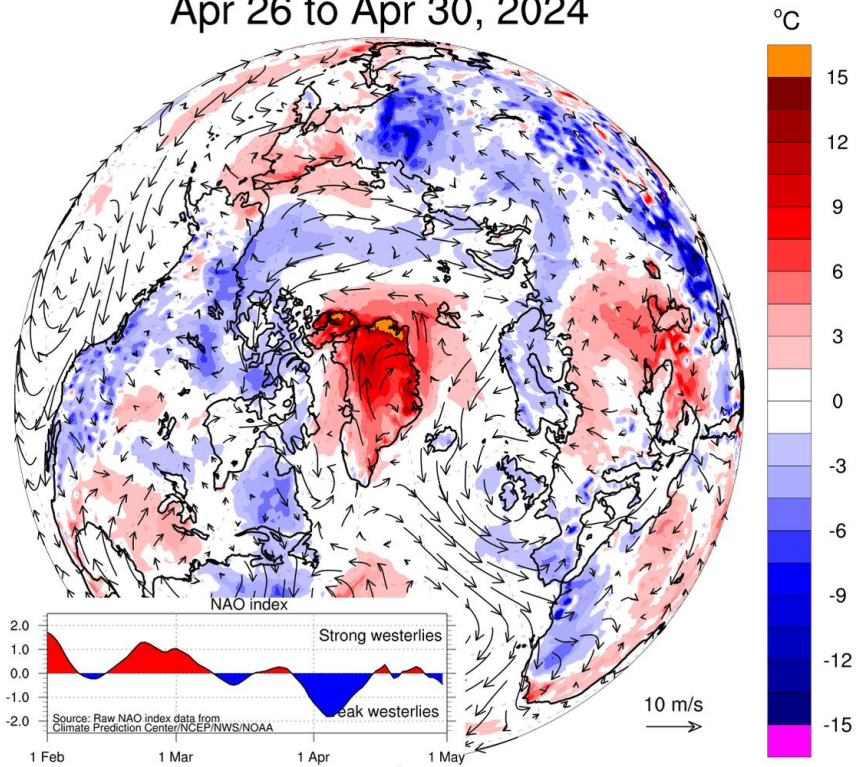 Apr 26 to Apr 30, 2024
°C
15
12
9
6
3
0
-3
-6
-9
-12
-15
10 m/s
NAO index
2.0
1.0
0.0
-1.0
-2.0
Strong westerlies
eak westerlies
Source: Raw NAO index data from
Climate Prediction Center/NCEP/NWS/NOAA
1 Feb
1 Mar
1 Apr
1 May